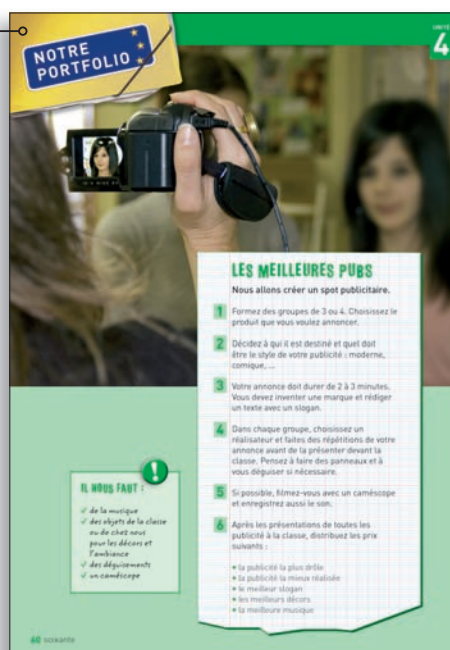 NOTRE
PORTFOLIO
UNITÉ
4
LES MEILLEURES PUBS
Nous allons créer un spot publicitaire.
1 Formez des groupes de 3 ou 4. Choisissez le
produit que vous voulez annoncer.
2 Décidez à qui il est destiné et quel doit
être le style de votre publicité : moderne,
comique, ...
3 Votre annonce doit durer de 2 à 3 minutes.
Vous devez inventer une marque et rédiger
un texte avec un slogan.
4 Dans chaque groupe, choisissez un
réalisateur et faites des répétitions de votre
annonce avant de la présenter devant la
classe. Pensez à faire des panneaux et à
vous déguiser si nécessaire.
5 Si possible, filmez-vous avec un caméscope
et enregistrez aussi le son.
6 Après les présentations de toutes les
publicité à la classe, distribuez les prix
suivants :
• la publicité la plus drôle
• la publicité la mieux réalisée
• le meilleur slogan
• les meilleurs décors
• la meilleure musique
!
IL NOUS FAUT :
✓ de la musique
✓ des objets de la classe
ou de chez nous
pour les décors et
l'ambiance
✓ des déguisements
✓ un caméscope
60 soixante